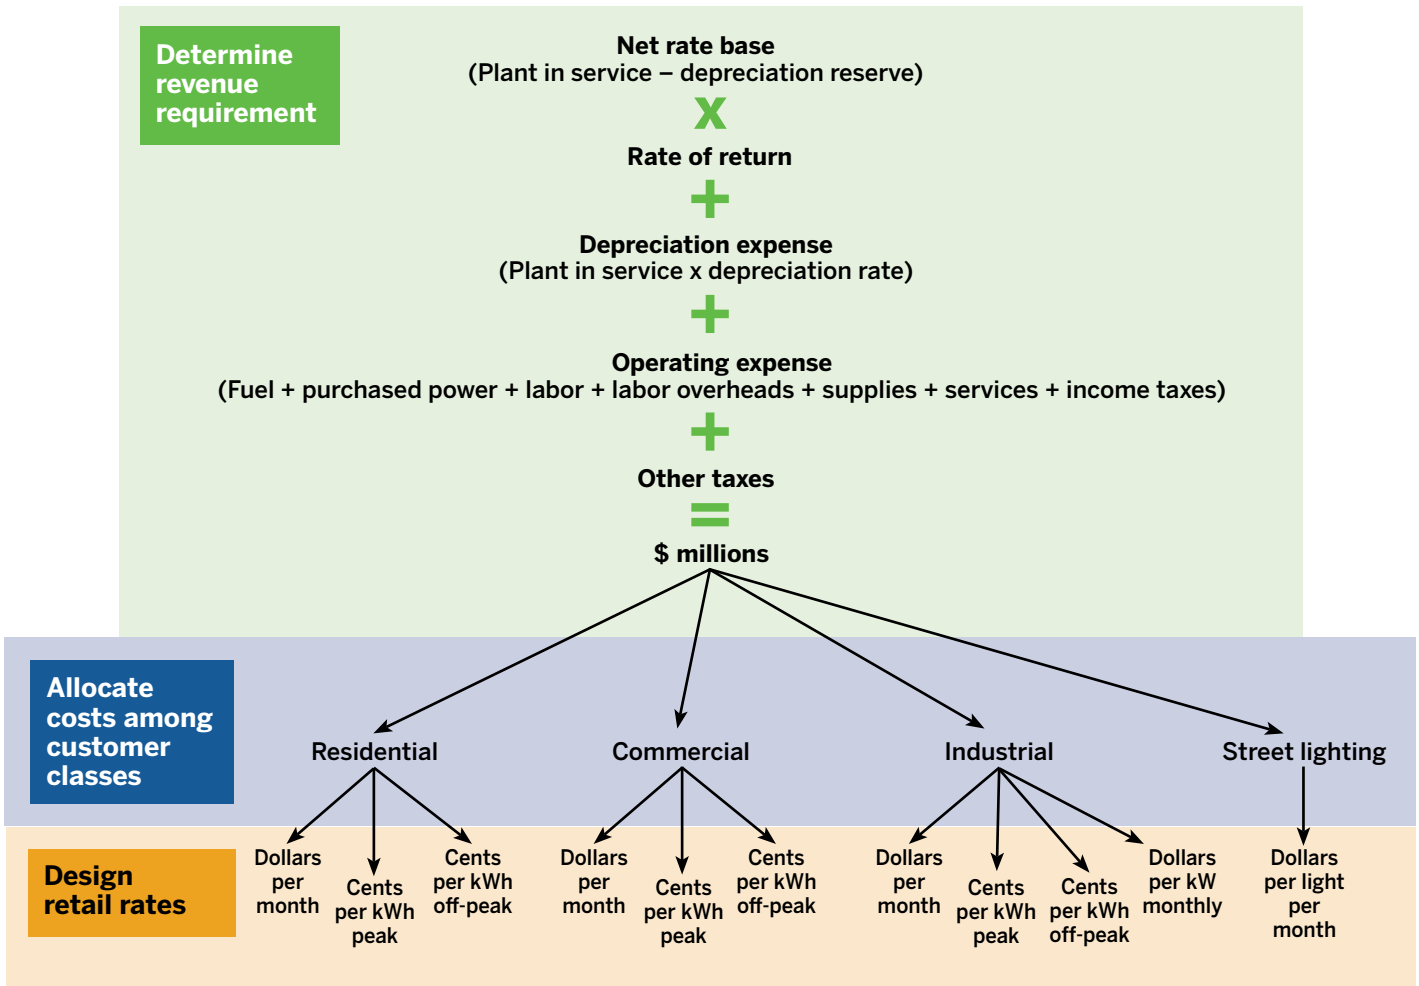 Determine
revenue
requirement
Net rate base
(Plant in service – depreciation reserve)
x
Rate of return
+
Depreciation expense
(Plant in service x depreciation rate)
+
Operating expense
(Fuel + purchased power + labor + labor overheads + supplies + services + income taxes)
+
Other taxes
=
$ millions
Allocate
costs among
customer
classes
Residential
Commercial
Industrial
Street lighting
Design
retail rates
Dollars
per
month
Cents
per kWh
peak
Cents
per kWh
off-peak
Dollars
per
month
Cents
per kWh
peak
Cents
per kWh
off-peak
Dollars
per
month
Cents
per kWh
peak
Cents
per kWh
off-peak
Dollars
per kW
monthly
Dollars
per light
per
month